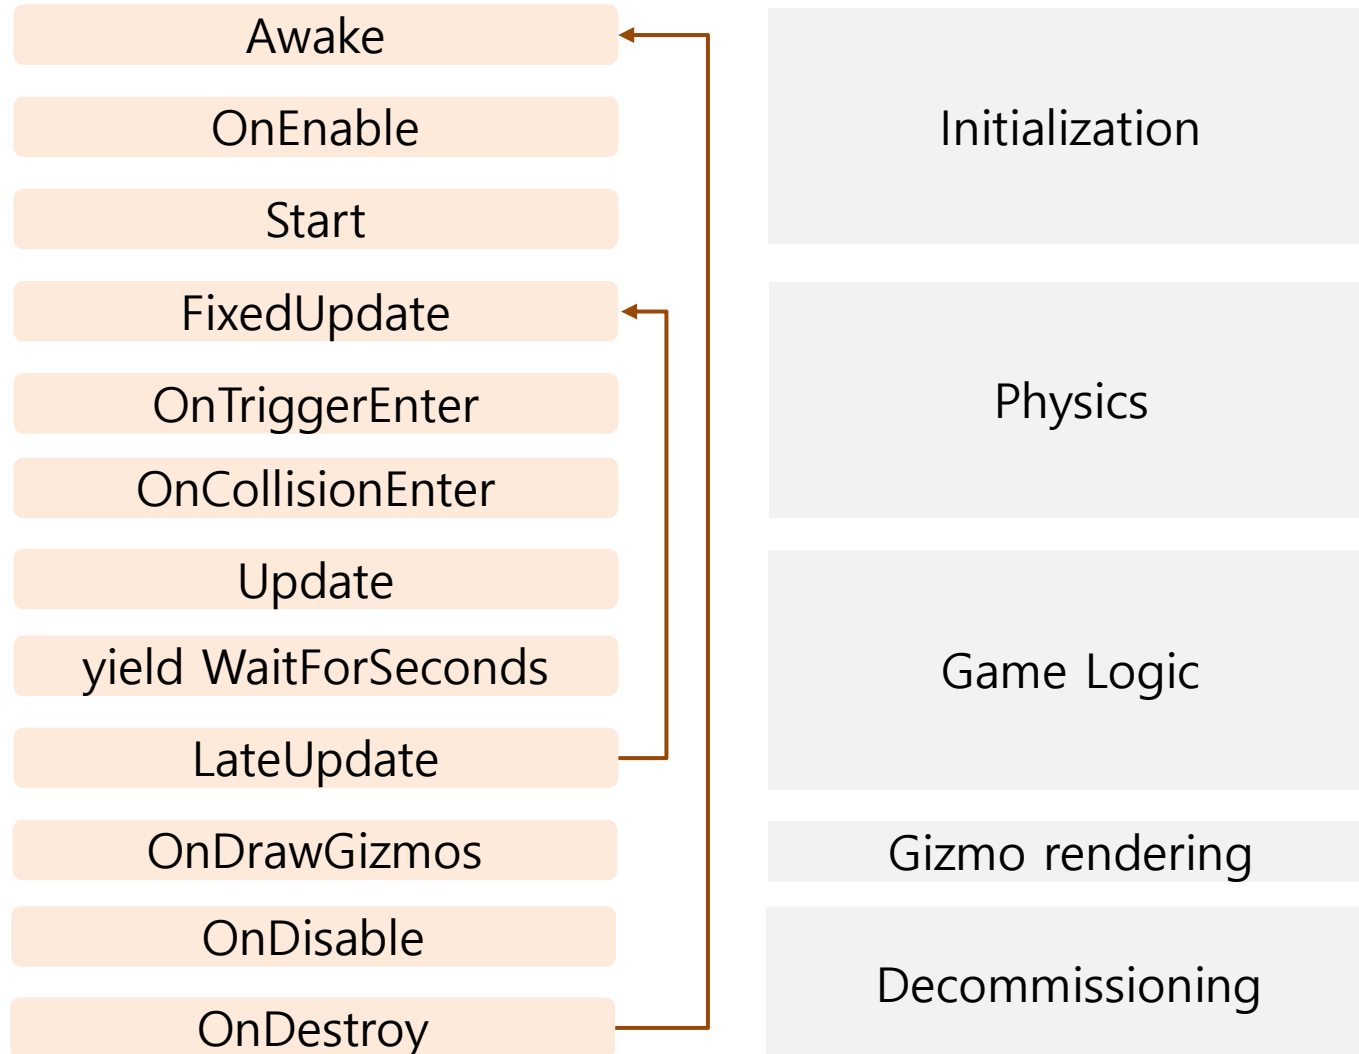 Awake
OnEnable
Start
FixedUpdate
OnTriggerEnter
OnCollisionEnter
Update
yield WaitForSeconds
LateUpdate
OnDrawGizmos
OnDisable
OnDestroy
Initialization
Physics
Game Logic
Gizmo rendering
Decommissioning